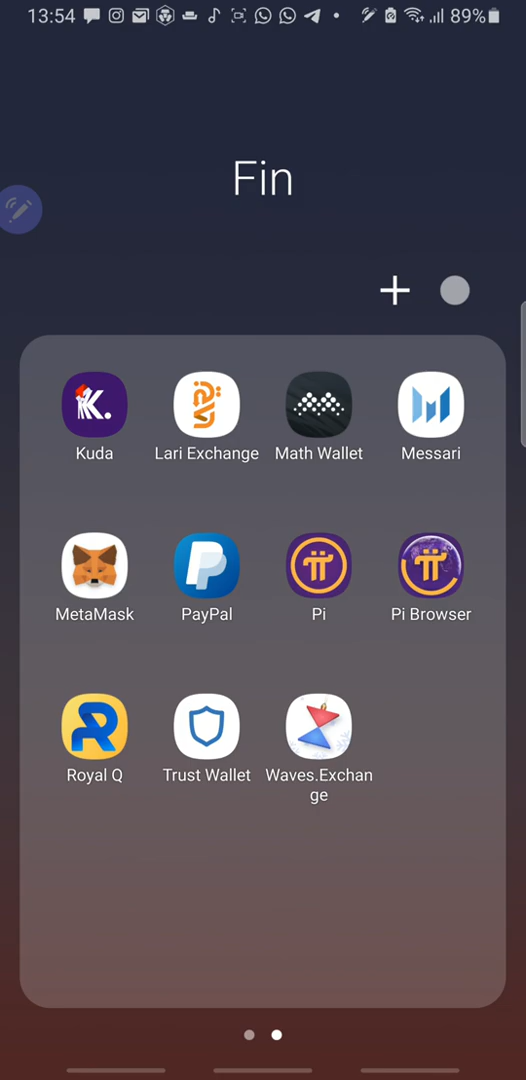 13:54
89%
Fin
K.
Kuda
Lari Exchange
Math Wallet
Messari
MetaMask
PayPal
Pi
Pi Browser
Royal Q
Trust Wallet
Waves.Exchan
ge